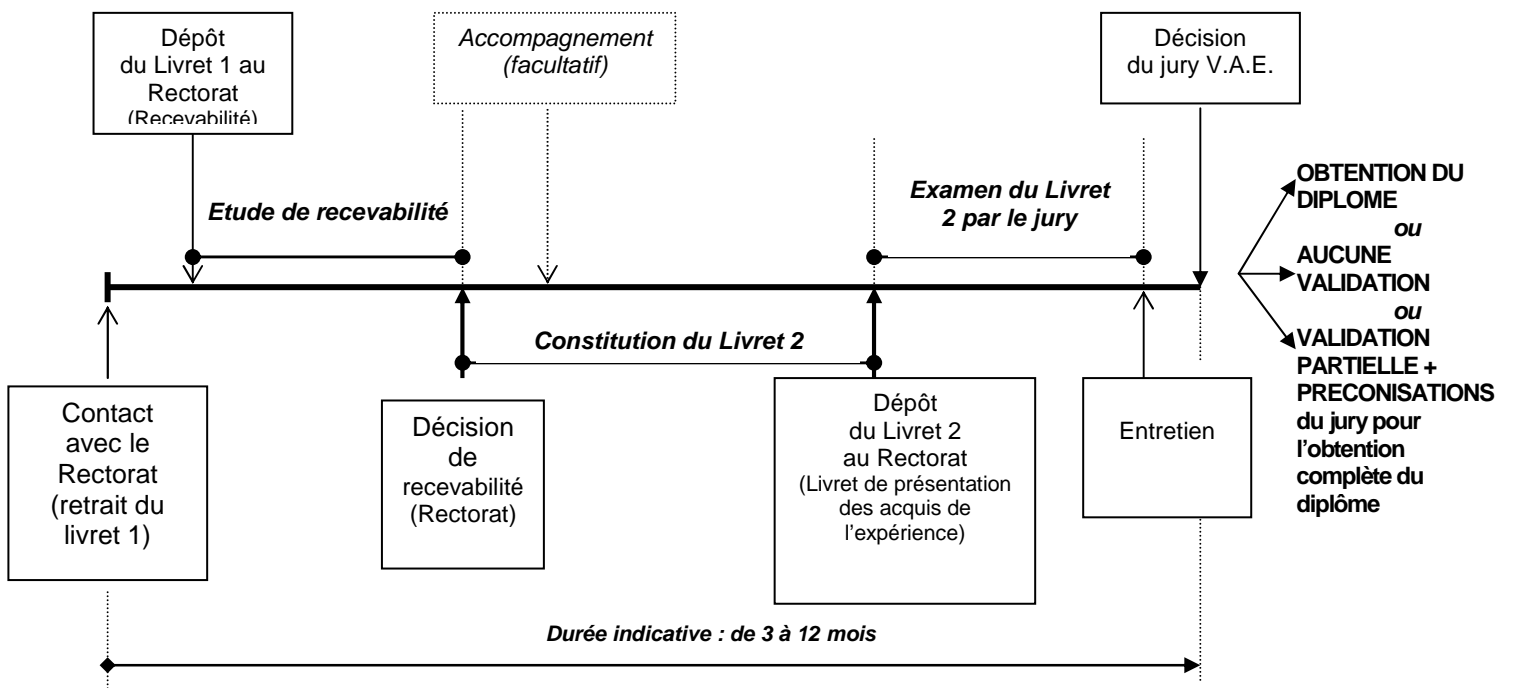 Dépôt
du Livret 1 au
Rectorat
(Recevabilité)
Accompagnement
(facultatif)
Décision
du jury V.A.E.
Etude de recevabilité
Examen du Livret
2 par le jury
OBTENTION DU
DIPLOME
ou
AUCUNE
VALIDATION
ou
VALIDATION
PARTIELLE +
PRECONISATIONS
du jury pour
l'obtention
complète du
diplôme
Constitution du Livret 2
Contact
avec le
Rectorat
(retrait du
livret 1)
Décision
de
recevabilité
(Rectorat)
Dépôt
du Livret 2
au Rectorat
(Livret de présentation
des acquis de
l'expérience)
Entretien
Durée indicative : de 3 à 12 mois